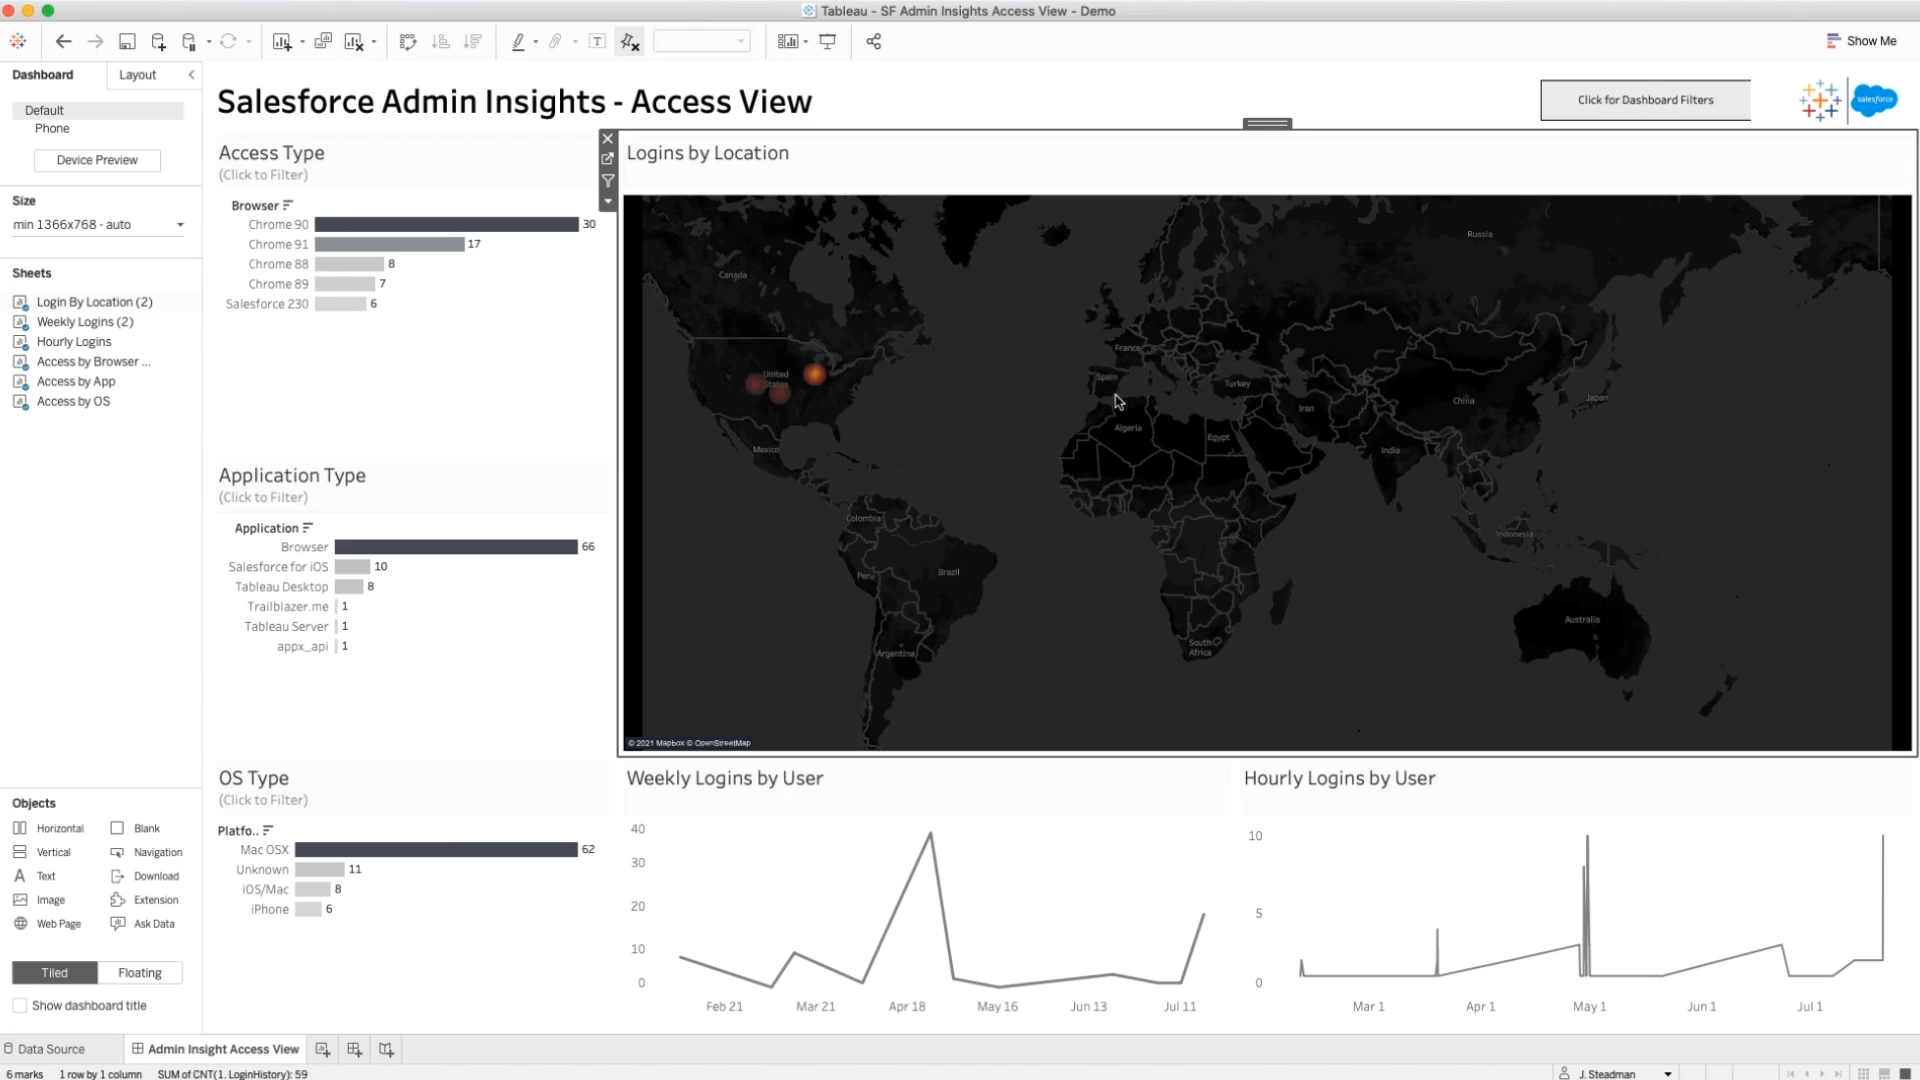 Tableau - SF Admin Insights Access View - Demo
Show Me
Dashboard
Layout
Default
Phone
Device Preview
Size
min 1366x768 - auto
Sheets
Login By Location (2)
Weekly Logins (2)
Hourly Logins
Access by Browser ...
Access by App
Access by OS
Objects
Horizontal
Blank
Vertical
Navigation
Text
Download
Image
Extension
Web Page
Ask Data
Tiled
Floating
Show dashboard title
Salesforce Admin Insights - Access View
Click for Dashboard Filters
salesforce
Access Type
(Click to Filter)
Browser
Chrome 90 30
Chrome 91 17
Chrome 88 8
Chrome 89 7
Salesforce 230 6
Application Type
(Click to Filter)
Application
Browser 66
Salesforce for iOS 10
Tableau Desktop 8
Trailblazer.me 1
Tableau Server 1
appx_api 1
OS Type
(Click to Filter)
Platfo..
Mac OSX 62
Unknown 11
iOS/Mac 8
iPhone 6
Logins by Location
Russia
Canada
France
United
States
Spain
Turkey
Japan
China
Iran
Algeria
Egypt
Mexico
India
Colombia
Indonesia
Brazil
Peru
Australia
South
Africa
Argentina
© 2021 Mapbox © OpenStreetMap
Weekly Logins by User
40
30
20
10
0
Feb 21
Mar 21
Apr 18
May 16
Jun 13
Jul 11
Hourly Logins by User
10
5
0
Mar 1
Apr 1
May 1
Jun 1
Jul 1
Data Source
Admin Insight Access View
6 marks
1 row by 1 column
SUM of CNT(1. LoginHistory): 59
J. Steadman